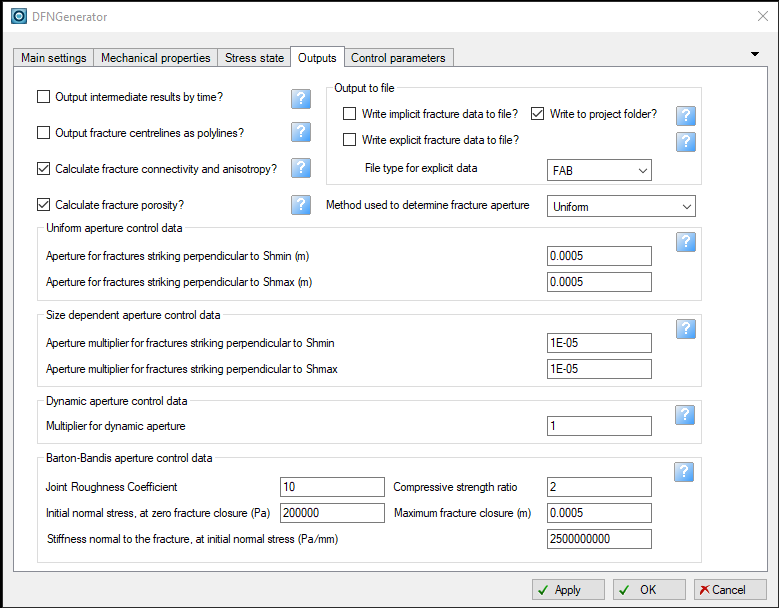 DFNGenerator
Main settings Mechanical properties Stress state Outputs Control parameters
Output intermediate results by time? ?
Output fracture centrelines as polylines? ?
Calculate fracture connectivity and anisotropy? ?
Calculate fracture porosity? ?
Output to file
Write implicit fracture data to file? Write to project folder? ?
Write explicit fracture data to file? ?
File type for explicit data FAB
Method used to determine fracture aperture Uniform
Uniform aperture control data ?
Aperture for fractures striking perpendicular to Shmin (m) 0.0005
Aperture for fractures striking perpendicular to Shmax (m) 0.0005
Size dependent aperture control data ?
Aperture multiplier for fractures striking perpendicular to Shmin 1E-05
Aperture multiplier for fractures striking perpendicular to Shmax 1E-05
Dynamic aperture control data ?
Multiplier for dynamic aperture 1
Barton-Bandis aperture control data ?
Joint Roughness Coefficient 10 Compressive strength ratio 2
Initial normal stress, at zero fracture closure (Pa) 200000 Maximum fracture closure (m) 0.0005
Stiffness normal to the fracture, at initial normal stress (Pa/mm) 2500000000
Apply OK Cancel